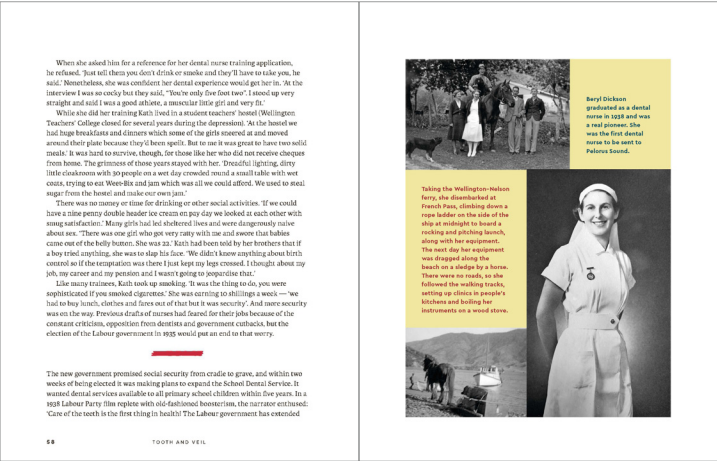 When she asked him for a reference for her dental nurse training application,
he refused. 'Just tell them you don't drink or smoke and they'll have to take you, he
said.' Nonetheless, she was confident her dental experience would get her in. 'At the
interview I was so cocky but they said, "You're only five foot two". I stood up very
straight and said I was a good athlete, a muscular little girl and very fit.'
While she did her training Kath lived in a student teachers' hostel (Wellington
Teachers' College closed for several years during the depression). 'At the hostel we
had huge breakfasts and dinners which some of the girls sneered at and moved
around their plate because they'd been spoilt. But to me it was great to have two solid
meals.' It was hard to survive, though, for those like her who did not receive cheques
from home. The grimness of those years stayed with her. 'Dreadful lighting, dirty
little cloakroom with 30 people on a wet day crowded round a small table with wet
coats, trying to eat Weet-Bix and jam which was all we could afford. We used to steal
sugar from the hostel and make our own jam.'
There was no money or time for drinking or other social activities. 'If we could
have a nine penny double header ice cream on pay day we looked at each other with
smug satisfaction.' Many girls had led sheltered lives and were dangerously naive
about sex. 'There was one girl who got very ratty with me and swore that babies
came out of the belly button. She was 22.' Kath had been told by her brothers that if
a boy tried anything, she was to slap his face. 'We didn't know anything about birth
control so if the temptation was there I just kept my legs crossed. I thought about my
job, my career and my pension and I wasn't going to jeopardise that.'
Like many trainees, Kath took up smoking. 'It was the thing to do, you were
sophisticated if you smoked cigarettes.' She was earning 10 shillings a week — 'we
had to buy lunch, clothes and fares out of that but it was security'. And more security
was on the way. Previous drafts of nurses had feared for their jobs because of the
constant criticism, opposition from dentists and government cutbacks, but the
election of the Labour government in 1935 would put an end to that worry.
The new government promised social security from cradle to grave, and within two
weeks of being elected it was making plans to expand the School Dental Service. It
wanted dental services available to all primary school children within five years. In a
1938 Labour Party film replete with old-fashioned boosterism, the narrator enthused:
'Care of the teeth is the first thing in health! The Labour government has extended
58
TOOTH AND VEIL
Beryl Dickson
graduated as a dental
nurse in 1938 and was
a real pioneer. She
was the first dental
nurse to be sent to
Pelorus Sound.
Taking the Wellington–Nelson
ferry, she disembarked at
French Pass, climbing down a
rope ladder on the side of the
ship at midnight to board a
rocking and pitching launch,
along with her equipment.
The next day her equipment
was dragged along the
beach on a sledge by a horse.
There were no roads, so she
followed the walking tracks,
setting up clinics in people's
kitchens and boiling her
instruments on a wood stove.